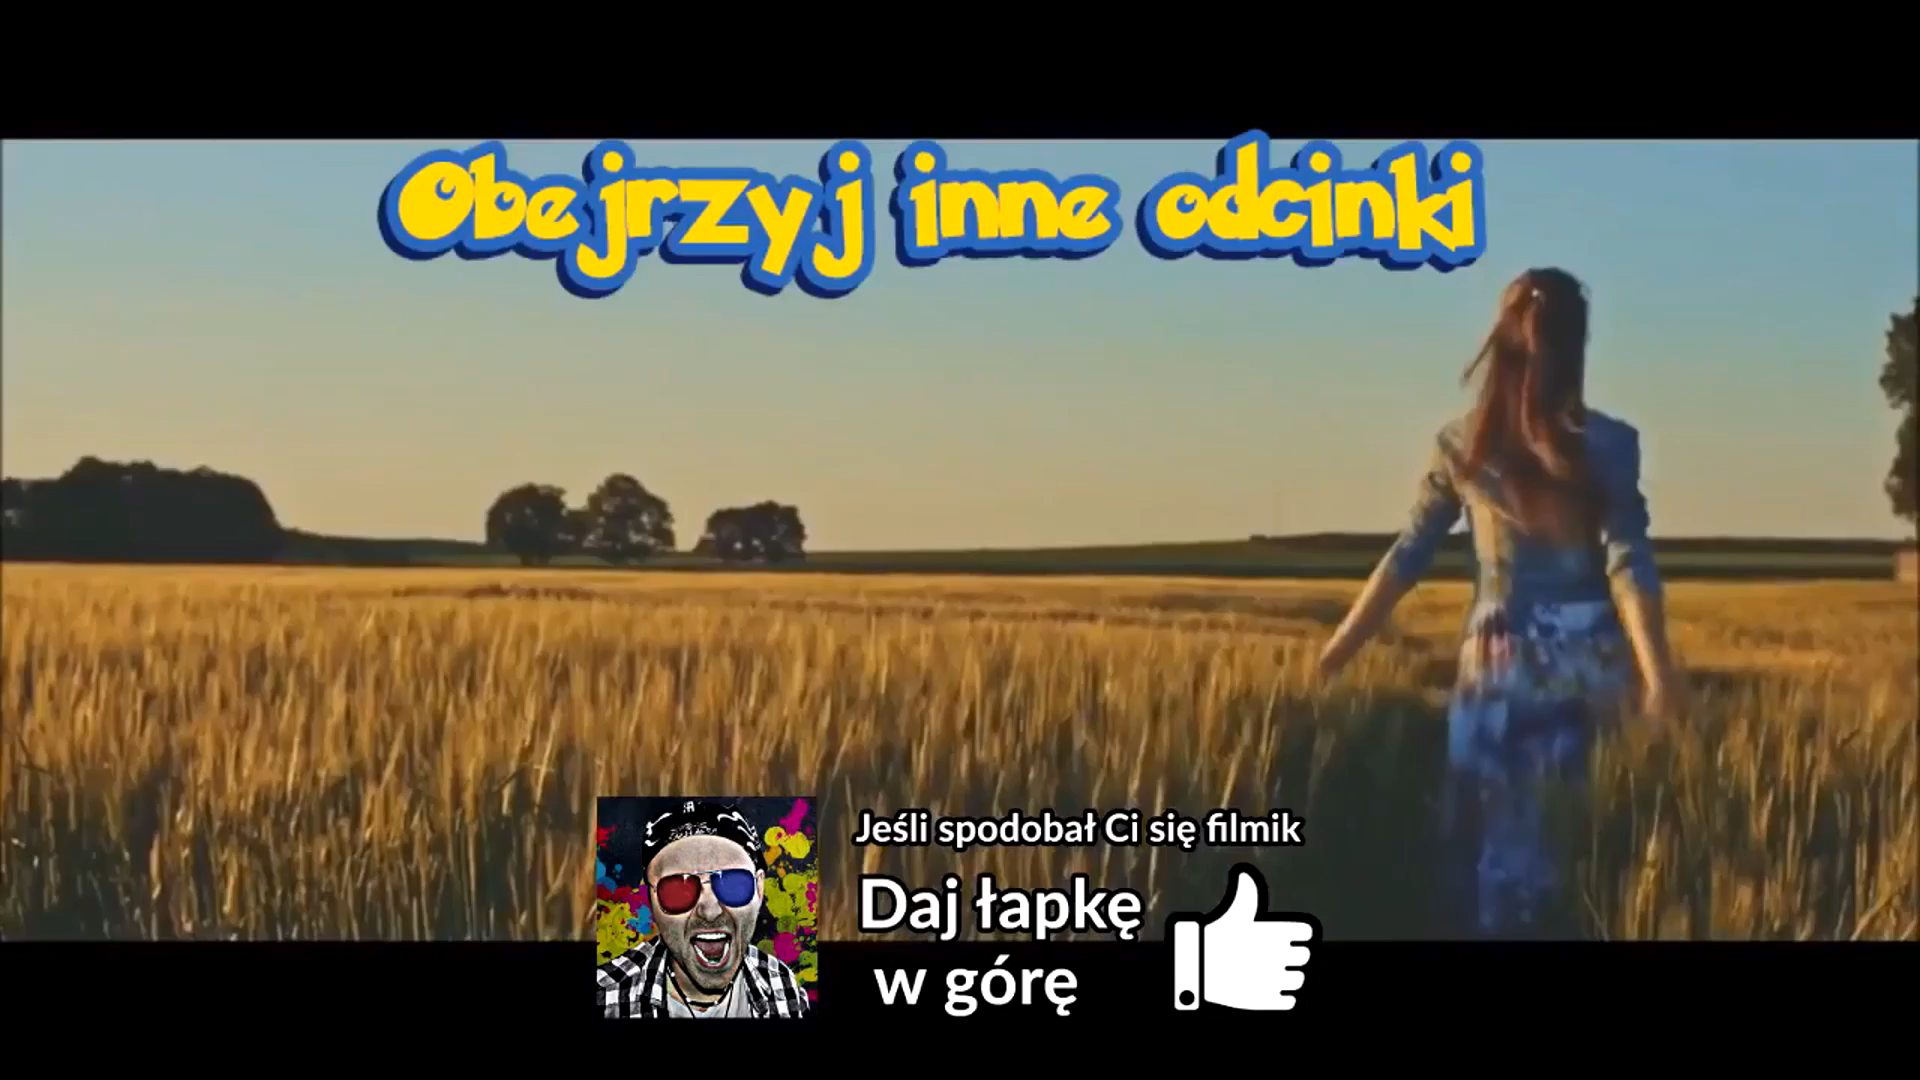 Obejrzyj inne odcinki
Jeśli spodobał Ci się filmik
Daj łapkę
w górę